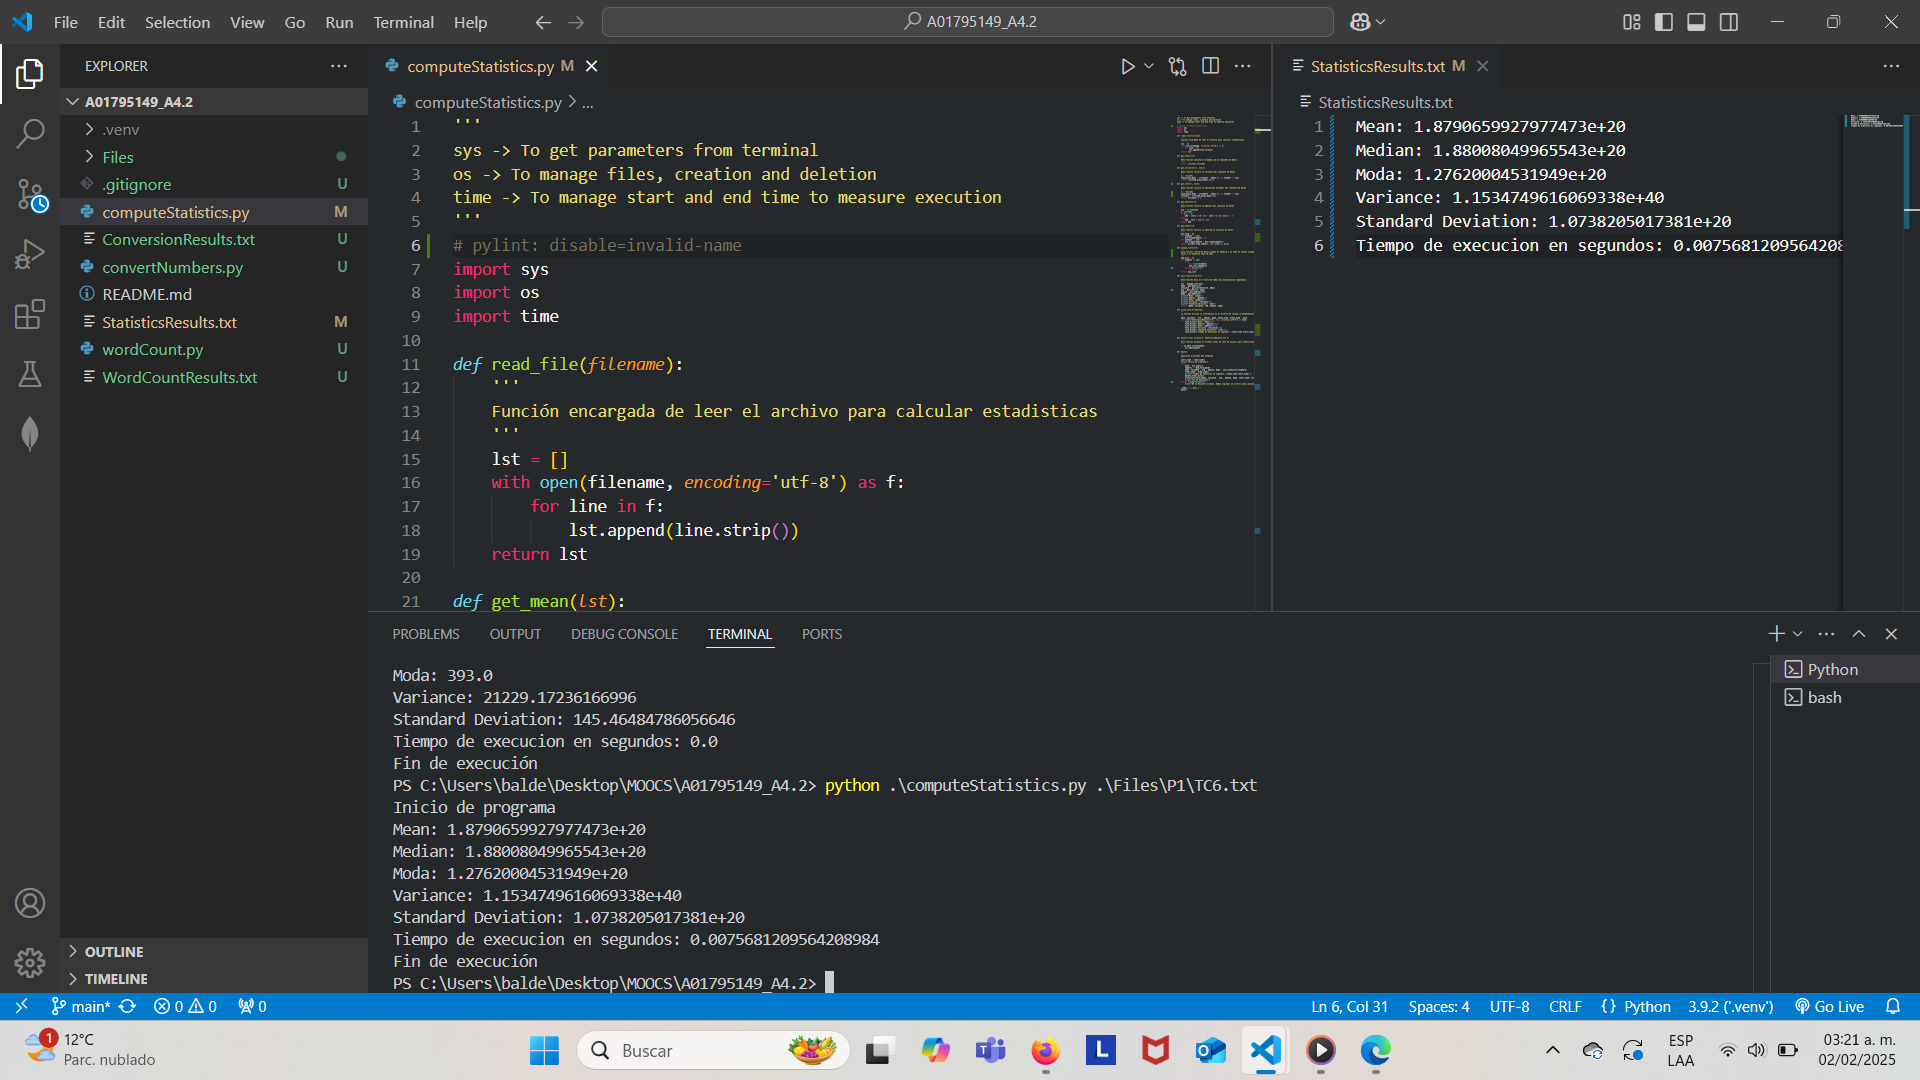 File Edit Selection View Go Run Terminal Help
A01795149_A4.2
EXPLORER
A01795149_A4.2
.venv
Files
.gitignore U
computeStatistics.py M
ConversionResults.txt U
convertNumbers.py U
README.md
StatisticsResults.txt M
wordCount.py U
WordCountResults.txt U
OUTLINE
TIMELINE
computeStatistics.py M
computeStatistics.py > ...
1 '''
2 sys -> To get parameters from terminal
3 os -> To manage files, creation and deletion
4 time -> To manage start and end time to measure execution
5 '''
6 # pylint: disable=invalid-name
7 import sys
8 import os
9 import time
10
11 def read_file(filename):
12 '''
13 Función encargada de leer el archivo para calcular estadisticas
14 '''
15 lst = []
16 with open(filename, encoding='utf-8') as f:
17 for line in f:
18 lst.append(line.strip())
19 return lst
20
21 def get_mean(lst):
StatisticsResults.txt M
StatisticsResults.txt
1 Mean: 1.8790659927977473e+20
2 Median: 1.88008049965543e+20
3 Moda: 1.27620004531949e+20
4 Variance: 1.1534749616069338e+40
5 Standard Deviation: 1.0738205017381e+20
6 Tiempo de execucion en segundos: 0.0075681209564208
PROBLEMS OUTPUT DEBUG CONSOLE TERMINAL PORTS
Moda: 393.0
Variance: 21229.17236166996
Standard Deviation: 145.46484786056646
Tiempo de execucion en segundos: 0.0
Fin de execución
PS C:\Users\balde\Desktop\MOOCS\A01795149_A4.2> python .\computeStatistics.py .\Files\P1\TC6.txt
Inicio de programa
Mean: 1.8790659927977473e+20
Median: 1.88008049965543e+20
Moda: 1.27620004531949e+20
Variance: 1.1534749616069338e+40
Standard Deviation: 1.0738205017381e+20
Tiempo de execucion en segundos: 0.0075681209564208984
Fin de execución
PS C:\Users\balde\Desktop\MOOCS\A01795149_A4.2>
Python
bash
main* 0 0 0
Ln 6, Col 31 Spaces: 4 UTF-8 CRLF {} Python 3.9.2 ('.venv') Go Live
1
12°C
Parc. nublado
Buscar
L
ESP
LAA
03:21 a. m.
02/02/2025